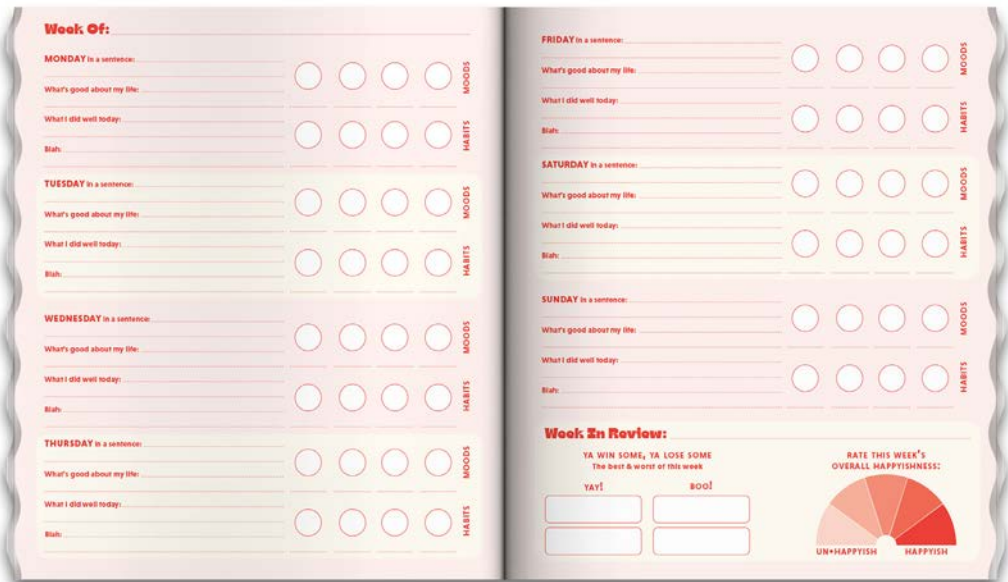 Week Of:
MONDAY in a sentence:
What's good about my life:
MOODS
What I did well today:
Blah:
HABITS
TUESDAY in a sentence:
What's good about my life:
MOODS
What I did well today:
Blah:
HABITS
WEDNESDAY in a sentence:
What's good about my life:
MOODS
What I did well today:
Blah:
HABITS
THURSDAY in a sentence:
What's good about my life:
MOODS
What I did well today:
Blah:
HABITS
FRIDAY in a sentence:
What's good about my life:
MOODS
What I did well today:
Blah:
HABITS
SATURDAY in a sentence:
What's good about my life:
MOODS
What I did well today:
Blah:
HABITS
SUNDAY in a sentence:
What's good about my life:
MOODS
What I did well today:
Blah:
HABITS
Week In Review:
YA WIN SOME, YA LOSE SOME
The best & worst of this week
YAY!
BOO!
RATE THIS WEEK'S
OVERALL HAPPYISHNESS:
UN•HAPPYISH
HAPPYISH